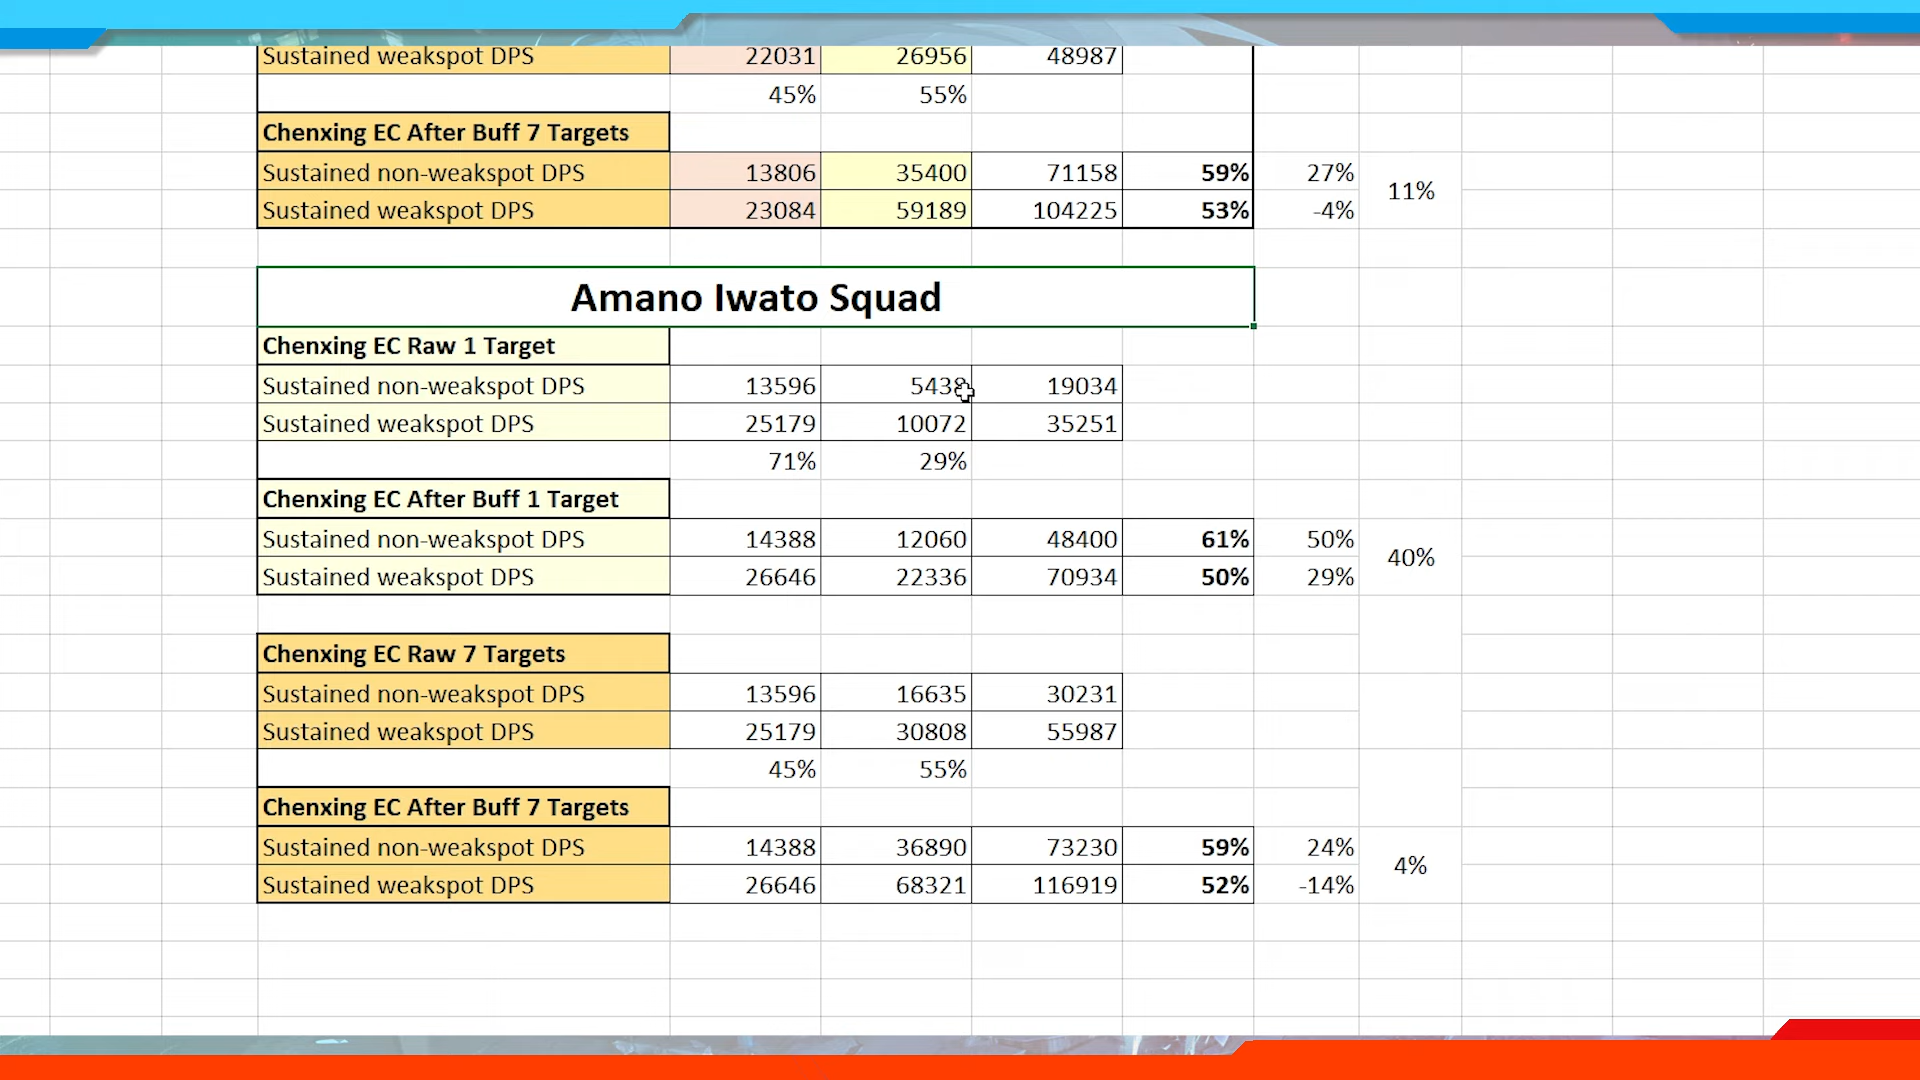 Sustained weakspot DPS 22031 26956 48987
45% 55%
Chenxing EC After Buff 7 Targets
Sustained non-weakspot DPS 13806 35400 71158 59% 27%
11%
Sustained weakspot DPS 23084 59189 104225 53% -4%
Amano Iwato Squad
Chenxing EC Raw 1 Target
Sustained non-weakspot DPS 13596 5438 19034
Sustained weakspot DPS 25179 10072 35251
71% 29%
Chenxing EC After Buff 1 Target
Sustained non-weakspot DPS 14388 12060 48400 61% 50%
40%
Sustained weakspot DPS 26646 22336 70934 50% 29%
Chenxing EC Raw 7 Targets
Sustained non-weakspot DPS 13596 16635 30231
Sustained weakspot DPS 25179 30808 55987
45% 55%
Chenxing EC After Buff 7 Targets
Sustained non-weakspot DPS 14388 36890 73230 59% 24%
4%
Sustained weakspot DPS 26646 68321 116919 52% -14%